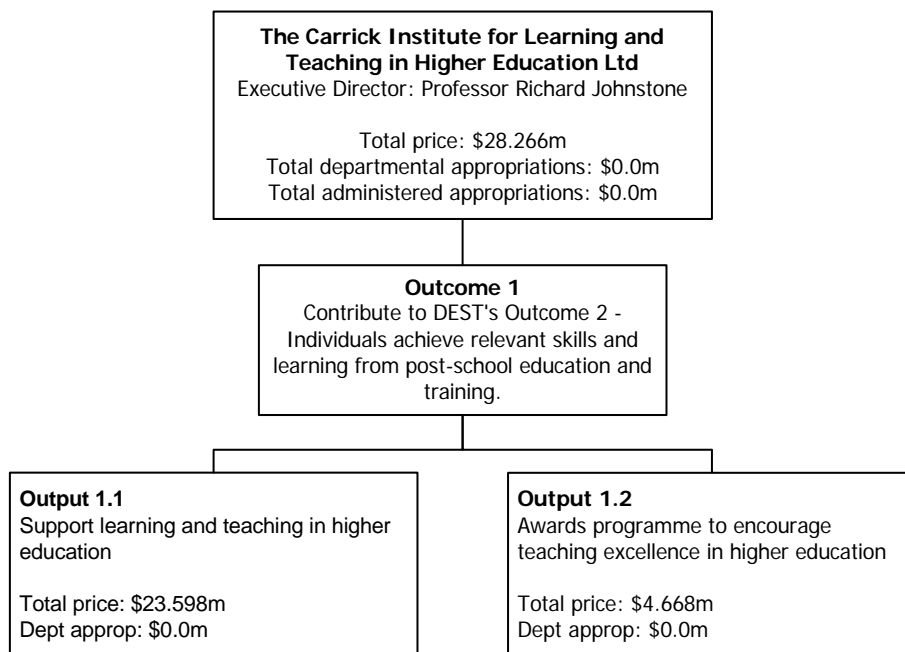 The Carrick Institute for Learning and
Teaching in Higher Education Ltd
Executive Director: Professor Richard Johnstone
Total price: $28.266m
Total departmental appropriations: $0.0m
Total administered appropriations: $0.0m
Outcome 1
Contribute to DEST's Outcome 2 -
Individuals achieve relevant skills and
learning from post-school education and
training.
Output 1.1
Support learning and teaching in higher
education
Total price: $23.598m
Dept approp: $0.0m
Output 1.2
Awards programme to encourage
teaching excellence in higher education
Total price: $4.668m
Dept approp: $0.0m